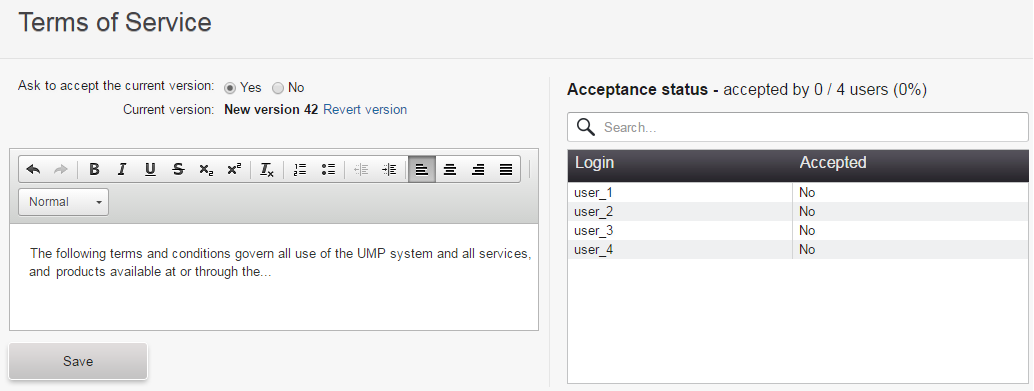 Terms of Service
Ask to accept the current version: Yes No
Current version: New version 42 Revert version
B I U S x₂ x² Tx
Normal
The following terms and conditions govern all use of the UMP system and all services,
and products available at or through the...
Save
Acceptance status - accepted by 0 / 4 users (0%)
Search...
Login Accepted
user_1 No
user_2 No
user_3 No
user_4 No